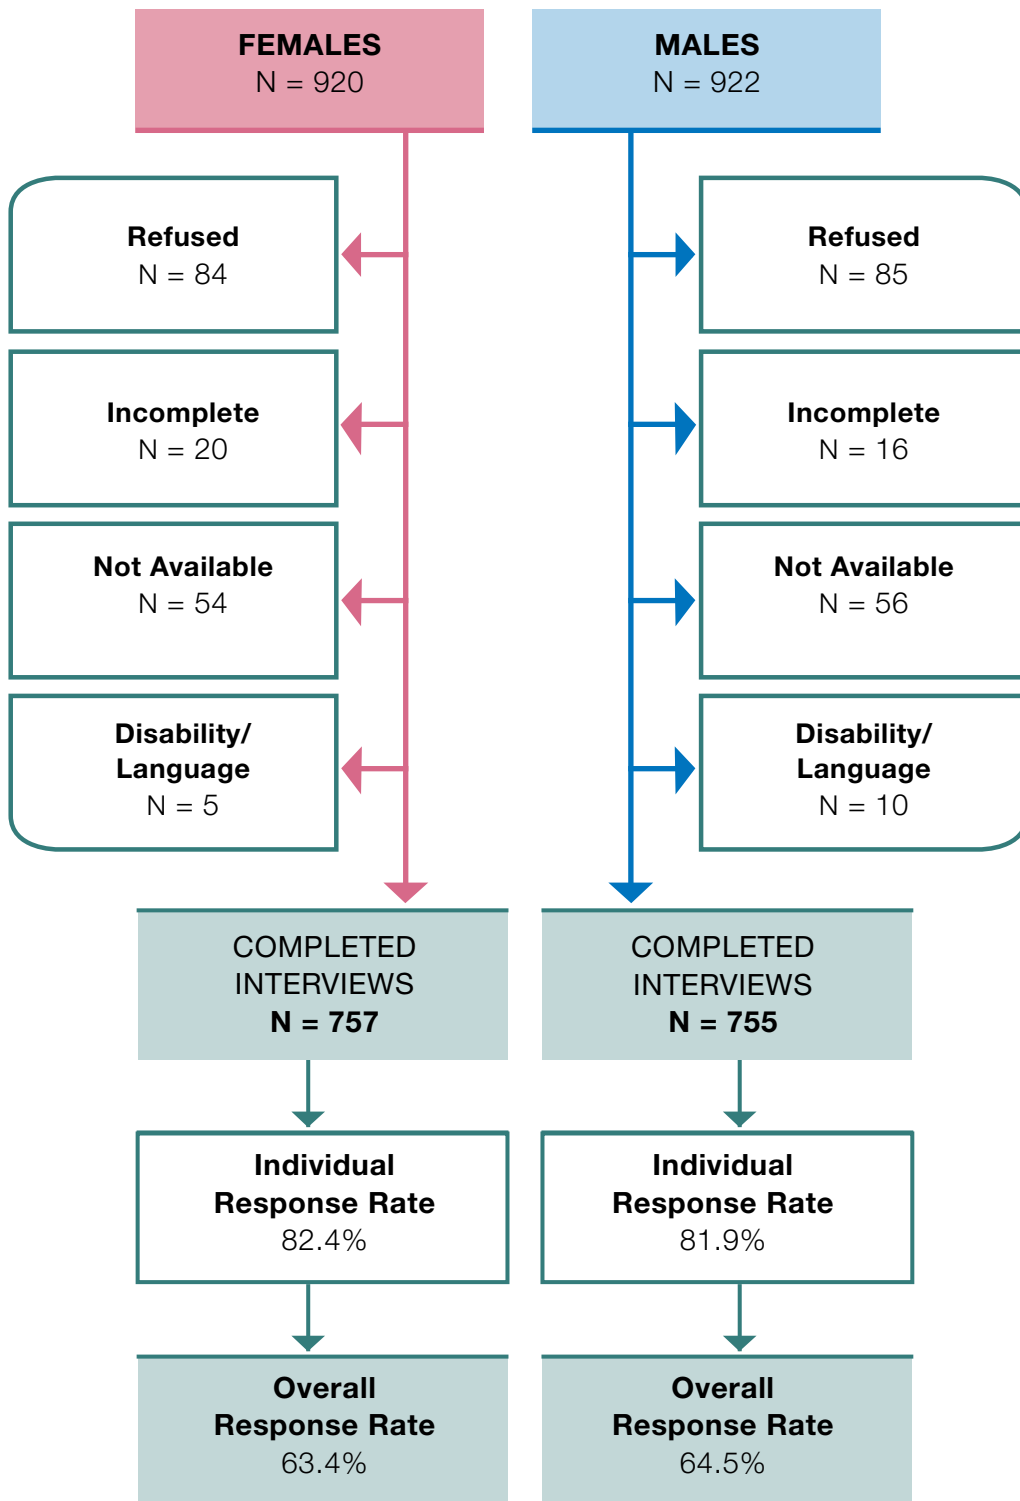 FEMALES
N = 920
MALES
N = 922
Refused
N = 84
Refused
N = 85
Incomplete
N = 20
Incomplete
N = 16
Not Available
N = 54
Not Available
N = 56
Disability/
Language
N = 5
Disability/
Language
N = 10
COMPLETED
INTERVIEWS
N = 757
COMPLETED
INTERVIEWS
N = 755
Individual
Response Rate
82.4%
Individual
Response Rate
81.9%
Overall
Response Rate
63.4%
Overall
Response Rate
64.5%